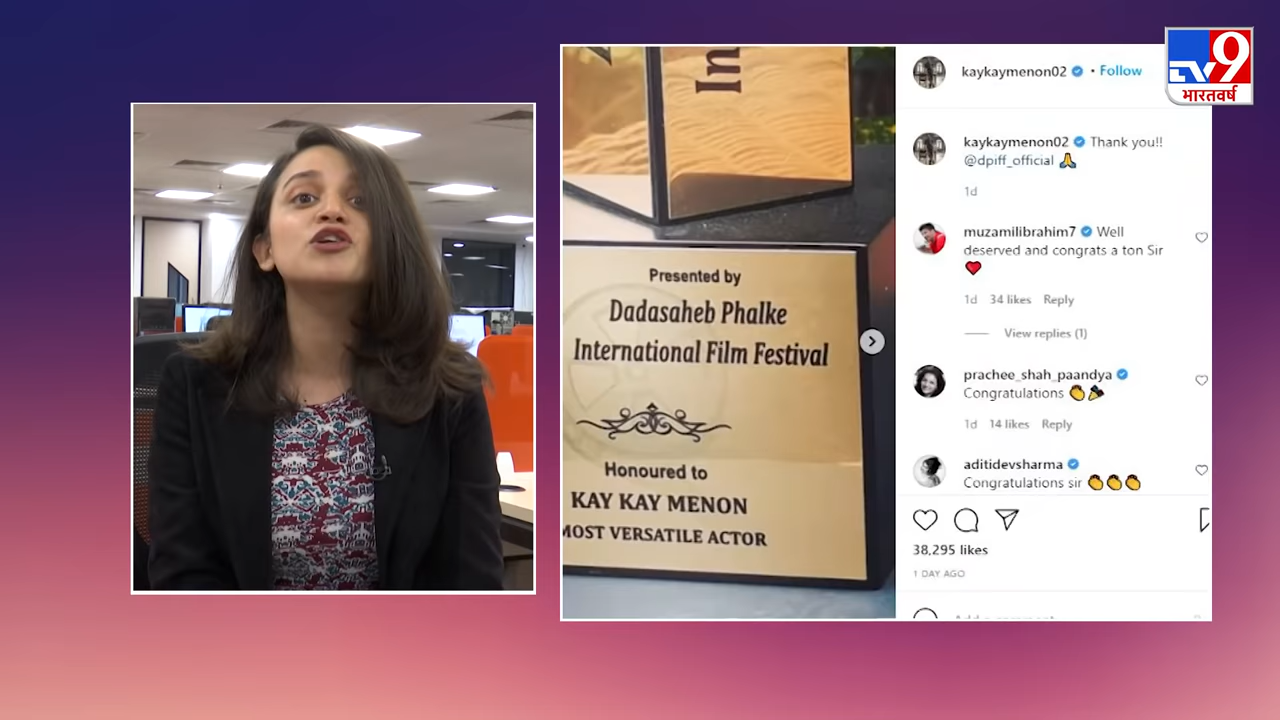 In
Presented by
Dadasaheb Phalke
International Film Festival
Honoured to
KAY KAY MENON
MOST VERSATILE ACTOR
kaykaymenon02 • Follow
kaykaymenon02 Thank you!!
@dpiff_official 🙏
1d
muzamilibrahim7 Well
deserved and congrats a ton Sir
❤️
1d 34 likes Reply
View replies (1)
prachee_shah_paandya
Congratulations 👏🎉
1d 14 likes Reply
aditidevsharma
Congratulations sir 👏👏👏
38,295 likes
1 DAY AGO
TV9
भारतवर्ष